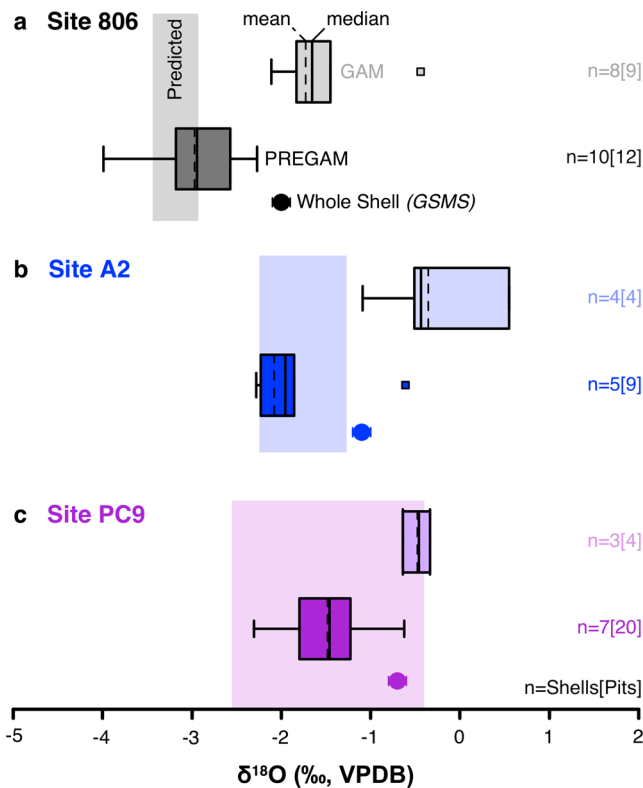 a Site 806
mean median
Predicted
GAM
n=8[9]
PREGAM
n=10[12]
Whole Shell (GSMS)
b Site A2
n=4[4]
n=5[9]
c Site PC9
n=3[4]
n=7[20]
n=Shells[Pits]
-5 -4 -3 -2 -1 0 1 2
δ¹⁸O (‰, VPDB)